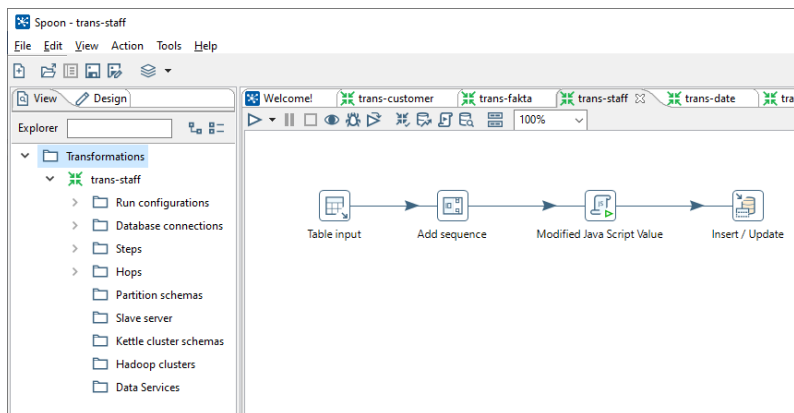 Spoon - trans-staff
File Edit View Action Tools Help
View Design
Welcome! trans-customer trans-fakta trans-staff trans-date tra
Explorer
100%
Transformations
trans-staff
Run configurations
Database connections
Steps
Hops
Partition schemas
Slave server
Kettle cluster schemas
Hadoop clusters
Data Services
Table input Add sequence Modified Java Script Value Insert / Update